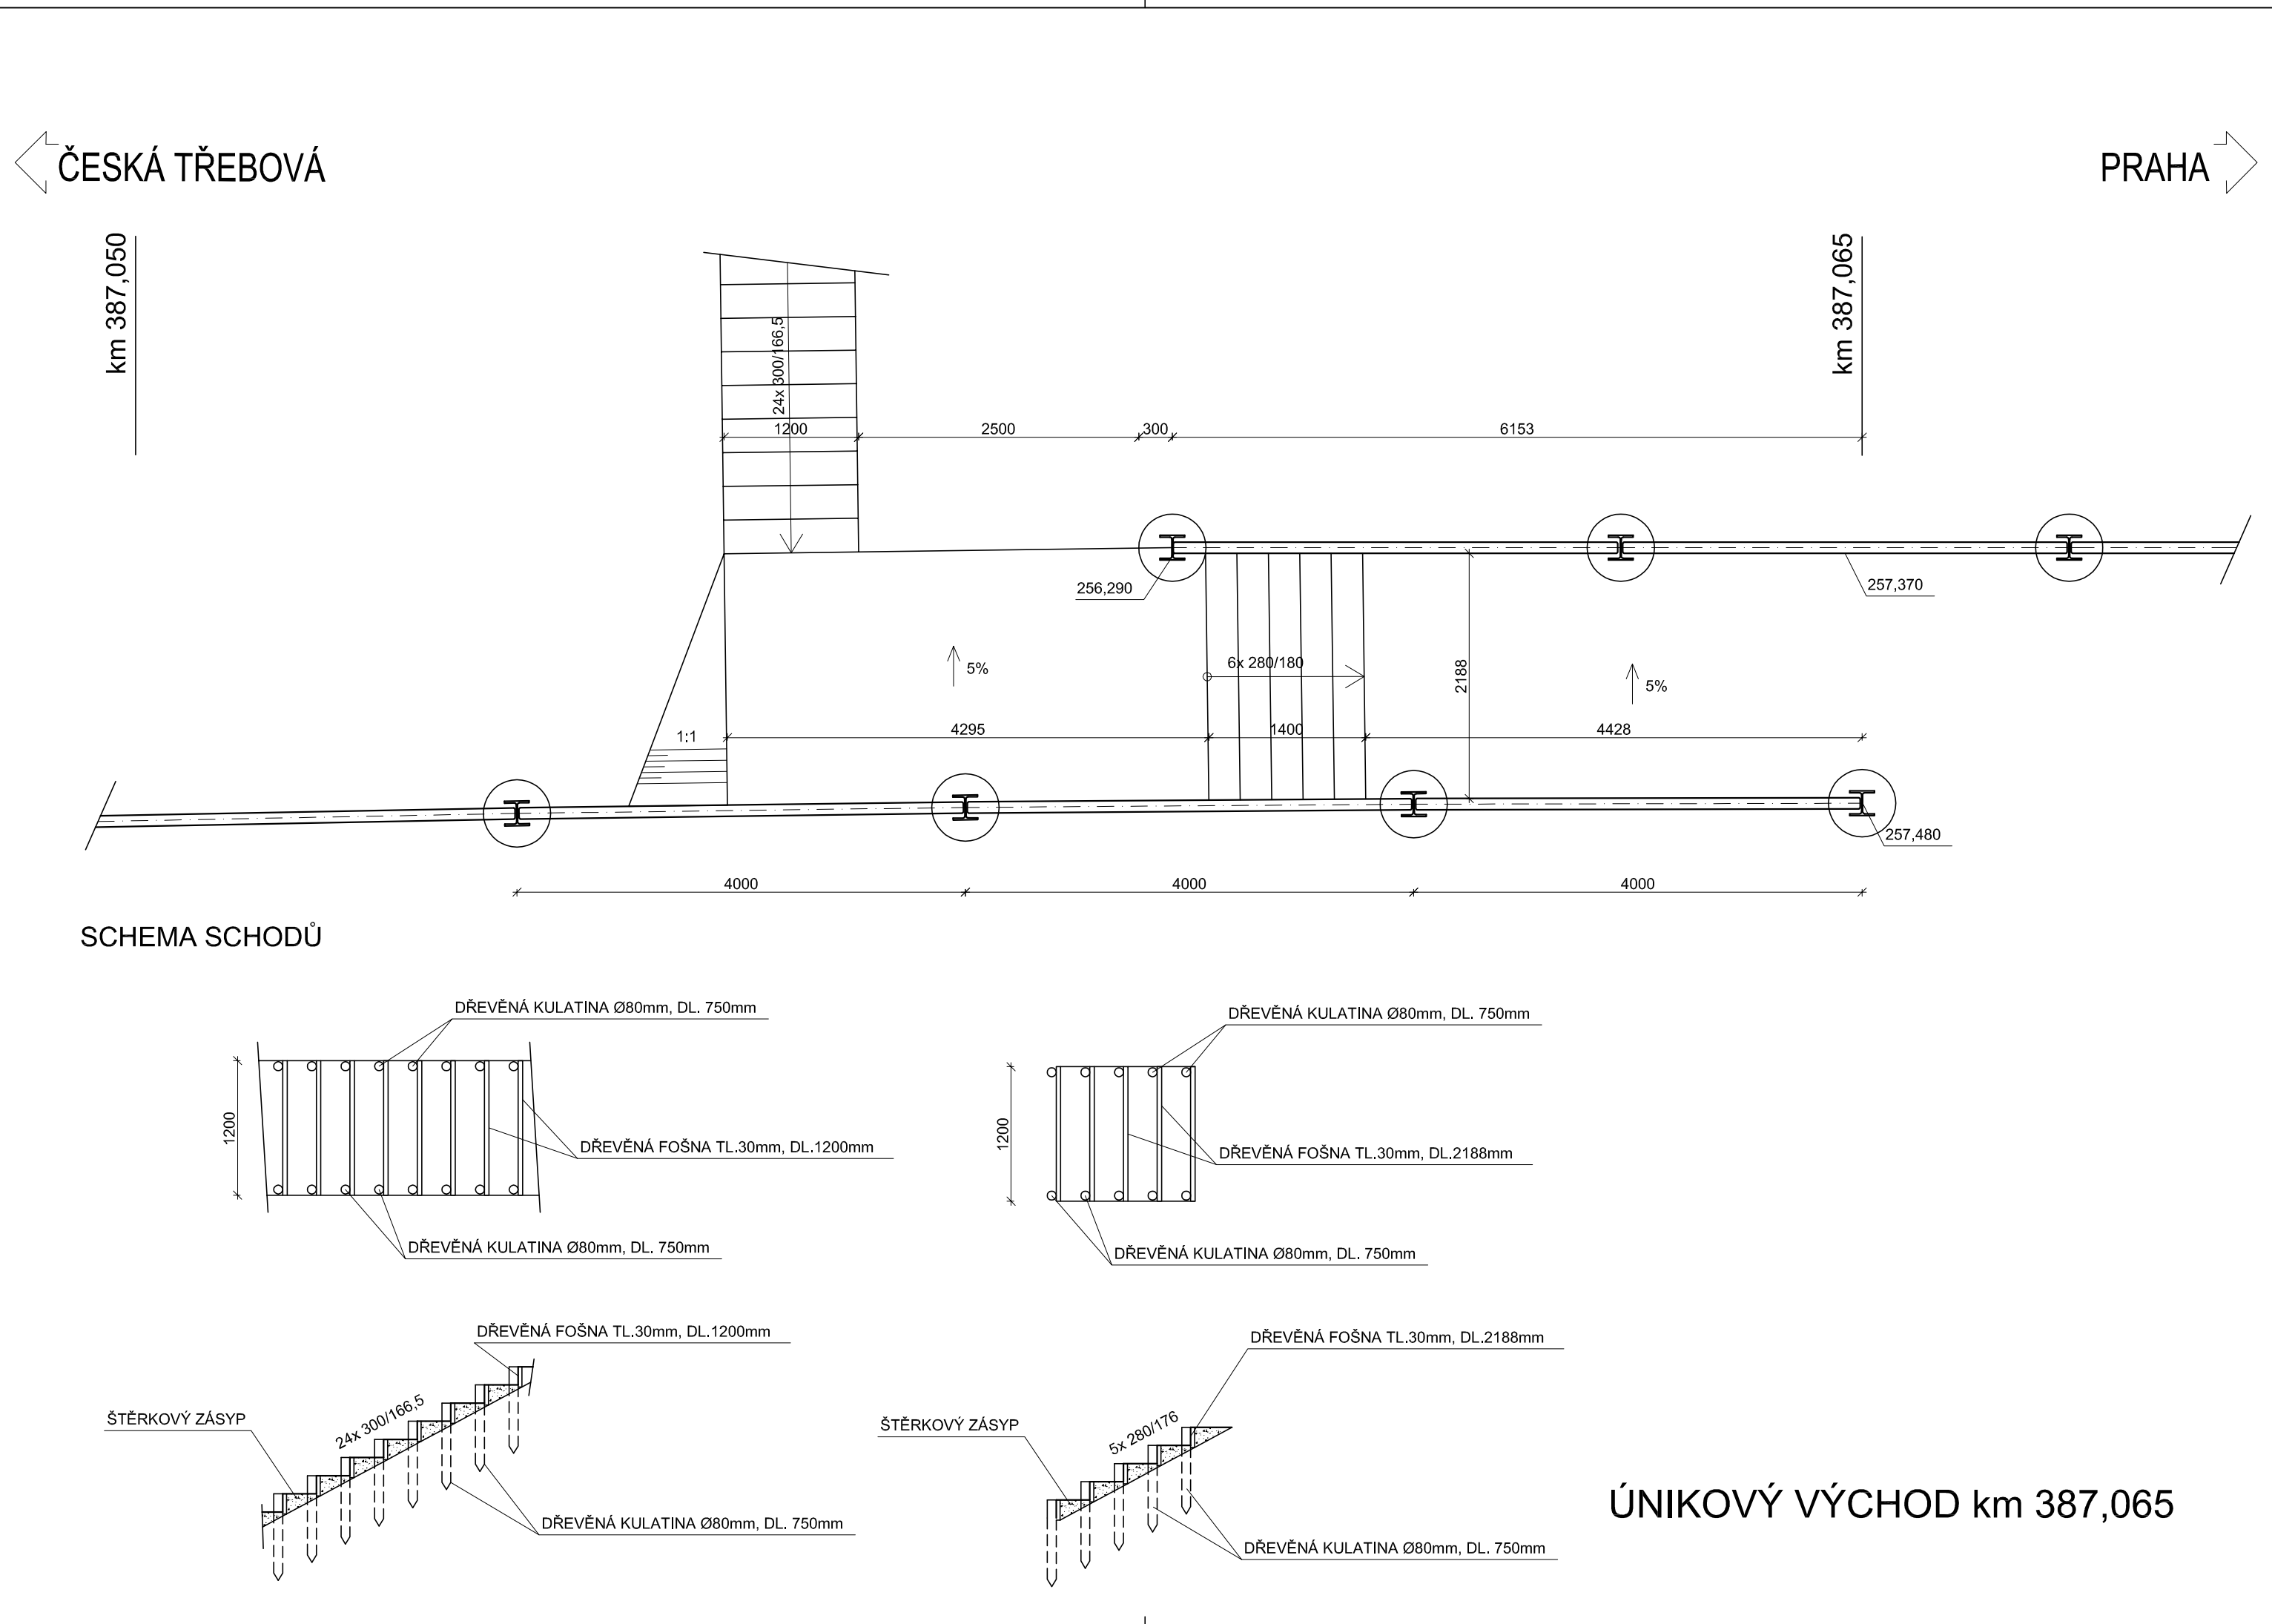 ČESKÁ TŘEBOVÁ
PRAHA
km 387,050
km 387,065
24x 300/166,5
1200
2500
300
6153
256,290
257,370
5%
6x 280/180
2188
5%
1:1
4295
1400
4428
257,480
4000
4000
4000
SCHEMA SCHODŮ
DŘEVĚNÁ KULATINA Ø80mm, DL. 750mm
1200
DŘEVĚNÁ FOŠNA TL.30mm, DL.1200mm
DŘEVĚNÁ KULATINA Ø80mm, DL. 750mm
DŘEVĚNÁ KULATINA Ø80mm, DL. 750mm
1200
DŘEVĚNÁ FOŠNA TL.30mm, DL.2188mm
DŘEVĚNÁ KULATINA Ø80mm, DL. 750mm
DŘEVĚNÁ FOŠNA TL.30mm, DL.1200mm
ŠTĚRKOVÝ ZÁSYP
24x 300/166,5
DŘEVĚNÁ KULATINA Ø80mm, DL. 750mm
DŘEVĚNÁ FOŠNA TL.30mm, DL.2188mm
ŠTĚRKOVÝ ZÁSYP
5x 280/176
DŘEVĚNÁ KULATINA Ø80mm, DL. 750mm
ÚNIKOVÝ VÝCHOD km 387,065